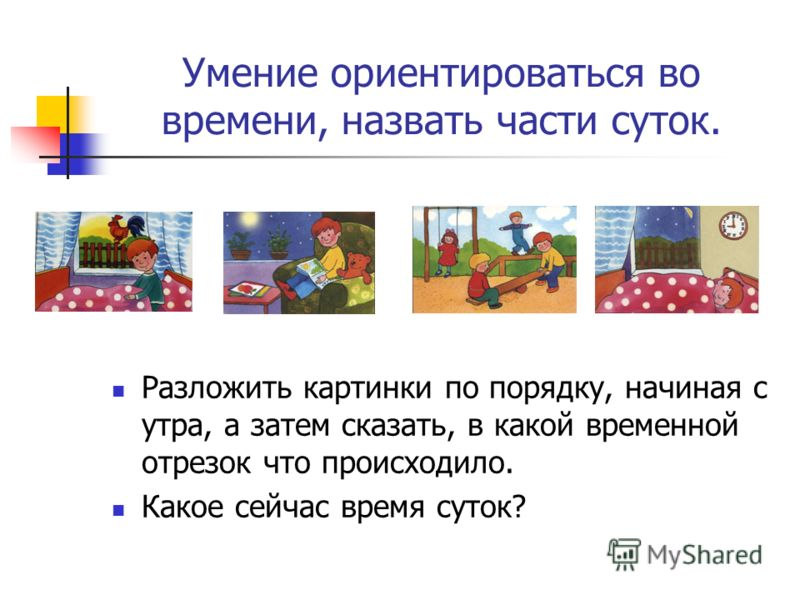 Умение ориентироваться во
времени, назвать части суток.
Разложить картинки по порядку, начиная с
утра, а затем сказать, в какой временной
отрезок что происходило.
Какое сейчас время суток?
MyShared